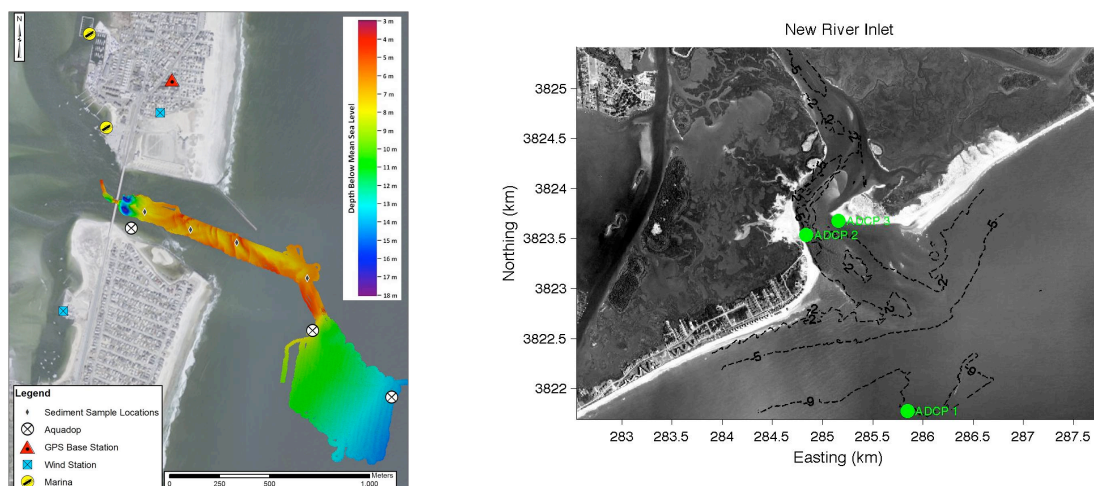 N
3 m
4 m
5 m
6 m
7 m
8 m
9 m
10 m
11 m
12 m
13 m
14 m
15 m
16 m
17 m
18 m
Depth Below Mean Sea Level
Legend
Sediment Sample Locations
Aquadop
GPS Base Station
Wind Station
Marina
Meters
0 250 500 1,000
New River Inlet
3825
3824.5
3824
3823.5
3823
3822.5
3822
Northing (km)
283 283.5 284 284.5 285 285.5 286 286.5 287 287.5
Easting (km)
ADCP 3
ADCP 2
ADCP 1
-5
-2
-2
-2
-5
-2
-2
-2
-5
-9
-9